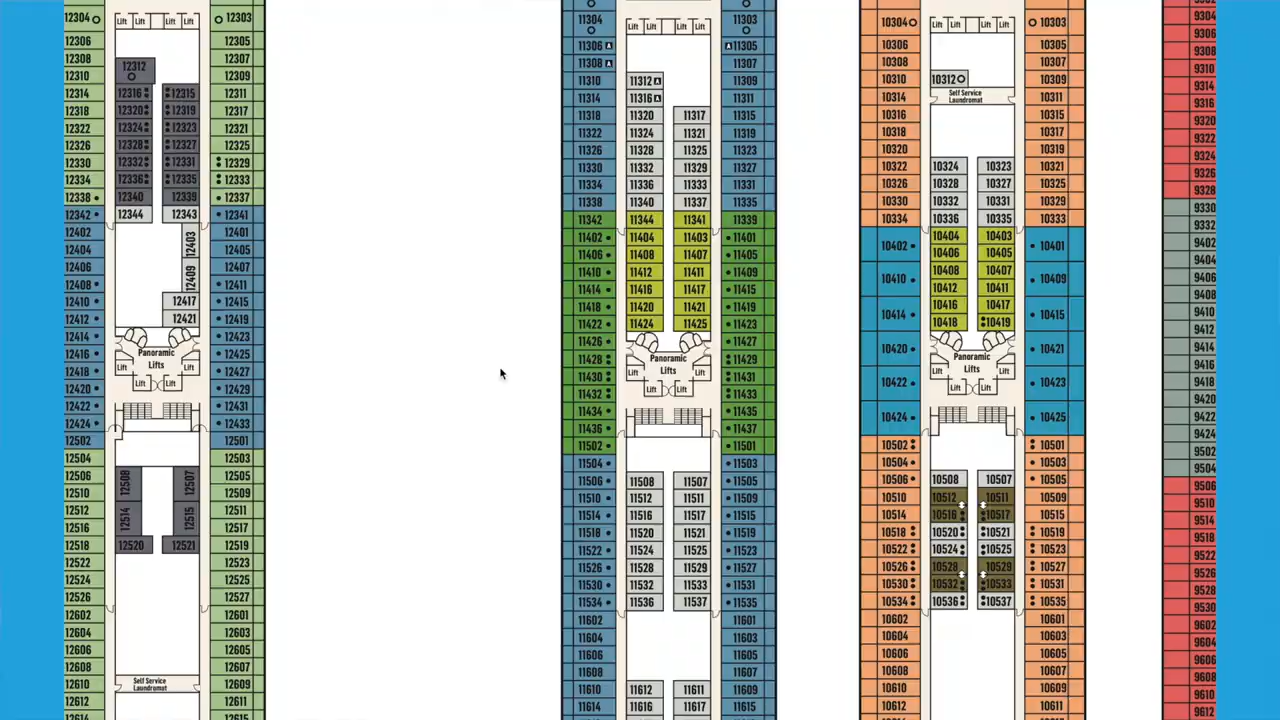 12304 Lift Lift Lift Lift 12303
12306 12305
12308 12307
12312
12310 12309
12314 12316 12315 12311
12318 12320 12319 12317
12322 12324 12323 12321
12326 12328 12327 12325
12330 12332 12331 12329
12334 12336 12335 12333
12338 12340 12339 12337
12342 12344 12343 12341
12402 12403 12401
12404 12405
12406 12409 12407
12408 12411
12410 12417 12415
12412 12421 12419
12414 12423
12416 Panoramic 12425
Lifts
12418 Lift Lift 12427
12420 Lift Lift 12429
12422 12431
12424 12433
12502 12501
12504 12503
12506 12508 12507 12505
12510 12509
12512 12514 12515 12511
12516 12517
12518 12520 12521 12519
12522 12523
12524 12525
12526 12527
12602 12601
12604 12603
12606 12605
12608 12607
12610 Self Service 12609
Laundromat
12612 12611
12614 12615
11304 Lift Lift Lift Lift 11303
11306 A A 11305
11308 A 11307
11310 11312 A 11309
11314 11316 A 11311
11318 11320 11317 11315
11322 11324 11321 11319
11326 11328 11325 11323
11330 11332 11329 11327
11334 11336 11333 11331
11338 11340 11337 11335
11342 11344 11341 11339
11402 11404 11403 11401
11406 11408 11407 11405
11410 11412 11411 11409
11414 11416 11417 11415
11418 11420 11421 11419
11422 11424 11425 11423
11426 11427
11428 Panoramic 11429
Lifts
11430 Lift Lift 11431
11432 Lift Lift 11433
11434 11435
11436 11437
11502 11501
11504 11503
11506 11508 11507 11505
11510 11512 11511 11509
11514 11516 11517 11515
11518 11520 11521 11519
11522 11524 11525 11523
11526 11528 11529 11527
11530 11532 11533 11531
11534 11536 11537 11535
11602 11601
11604 11603
11606 11605
11608 11607
11610 11612 11611 11609
11614 11616 11617 11615
10304 Lift Lift Lift Lift 10303
10306 10305
10308 10307
10310 10312 10309
10314 Self Service 10311
Laundromat
10316 10315
10318 10317
10320 10319
10322 10324 10323 10321
10326 10328 10327 10325
10330 10332 10331 10329
10334 10336 10335 10333
10402 10404 10403 10401
10406 10405
10410 10408 10407 10409
10412 10411
10414 10416 10417 10415
10418 10419
10420 Panoramic 10421
Lifts
10422 Lift Lift 10423
Lift Lift
10424 10425
10502 10501
10504 10503
10506 10508 10507 10505
10510 10512 10511 10509
10514 10516 10517 10515
10518 10520 10521 10519
10522 10524 10525 10523
10526 10528 10529 10527
10530 10532 10533 10531
10534 10536 10537 10535
10602 10601
10604 10603
10606 10605
10608 10607
10610 10609
10612 10611
9304
9306
9308
9310
9314
9316
9320
9322
9324
9326
9328
9330
9332
9402
9404
9406
9408
9410
9412
9414
9416
9418
9420
9422
9424
9502
9504
9506
9510
9514
9518
9522
9526
9528
9530
9602
9604
9606
9608
9610
9612